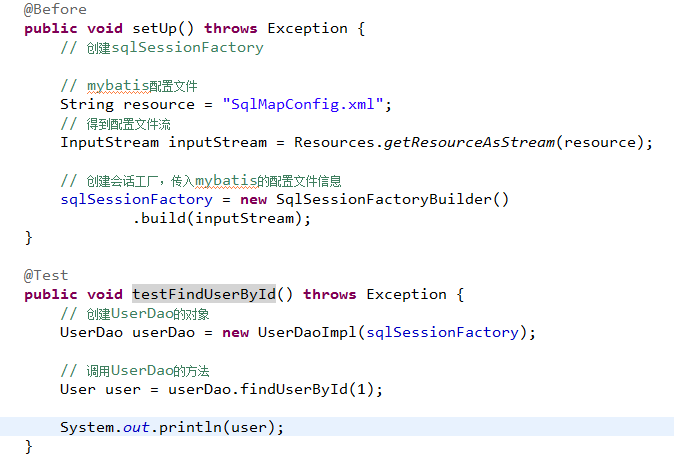 @Before
public void setUp() throws Exception {
// 创建sqlSessionFactory
// mybatis配置文件
String resource = "SqlMapConfig.xml";
// 得到配置文件流
InputStream inputStream = Resources.getResourceAsStream(resource);
// 创建会话工厂，传入mybatis的配置文件信息
sqlSessionFactory = new SqlSessionFactoryBuilder()
.build(inputStream);
}
@Test
public void testFindUserById() throws Exception {
// 创建UserDao的对象
UserDao userDao = new UserDaoImpl(sqlSessionFactory);
// 调用UserDao的方法
User user = userDao.findUserById(1);
System.out.println(user);
}